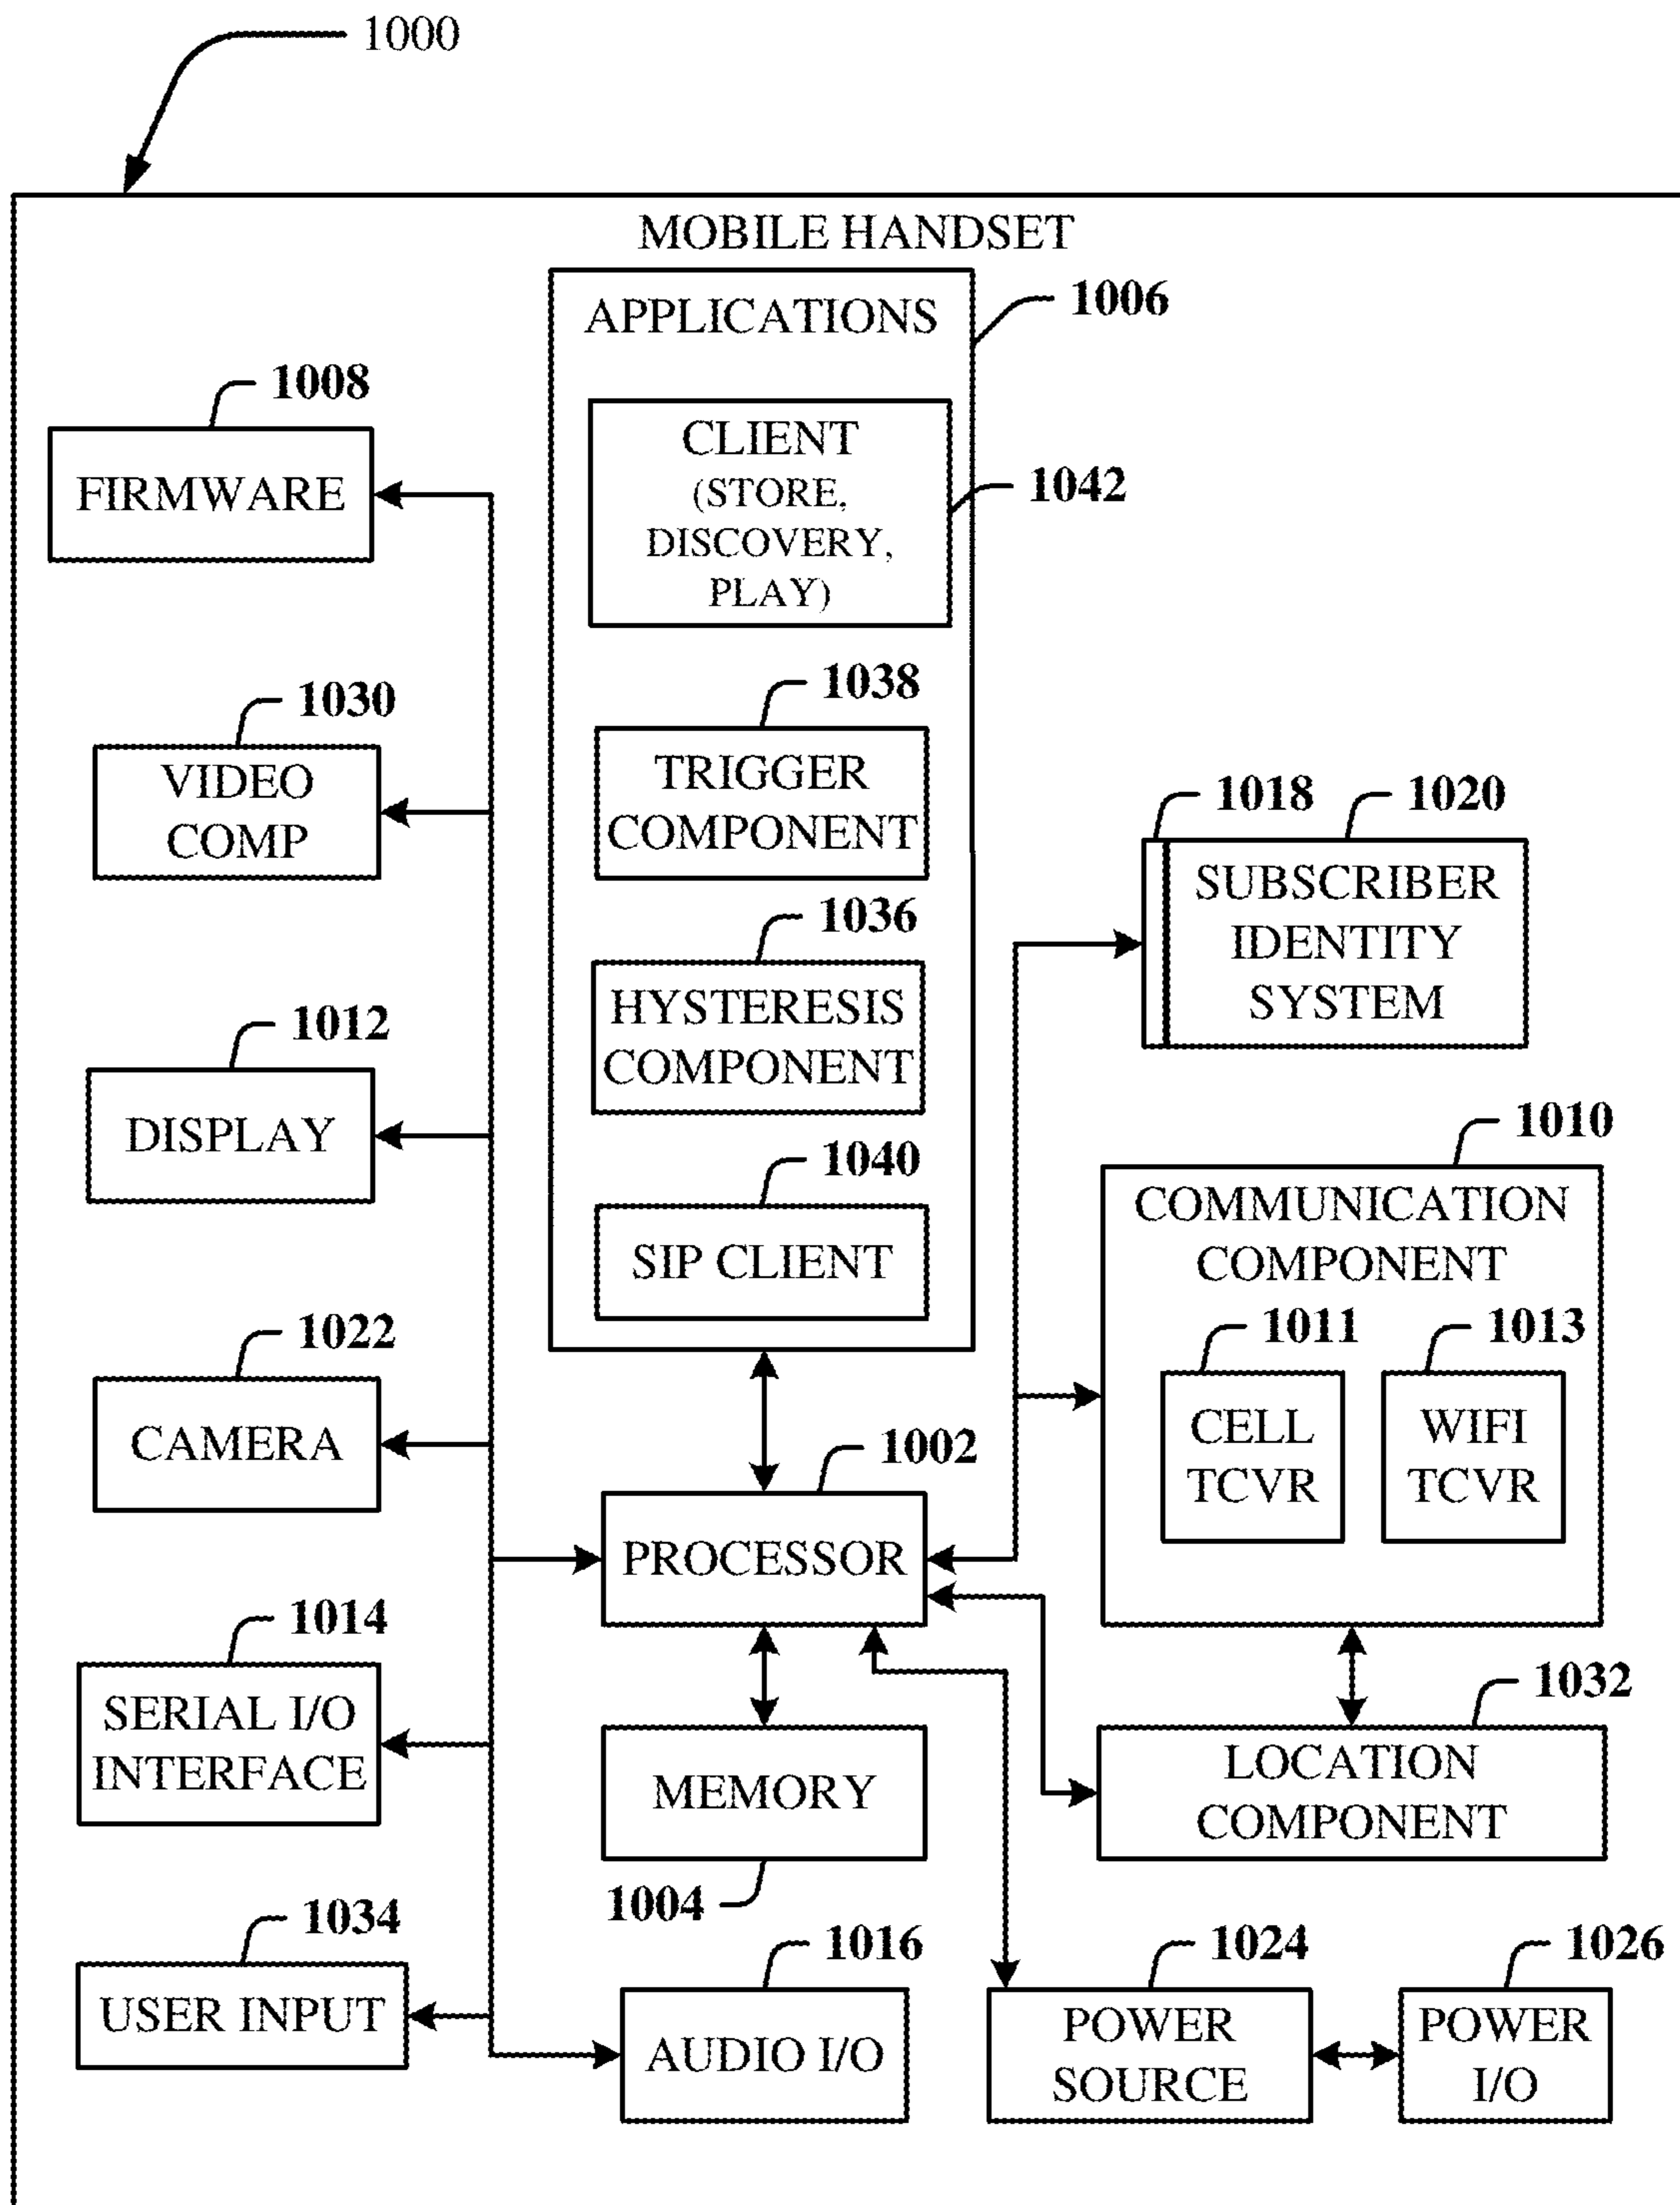 1000
MOBILE HANDSET
APPLICATIONS
1006
CLIENT
(STORE,
DISCOVERY,
PLAY)
1042
1038
TRIGGER
COMPONENT
1036
HYSTERESIS
COMPONENT
1040
SIP CLIENT
1008
FIRMWARE
1030
VIDEO
COMP
1012
DISPLAY
1022
CAMERA
1014
SERIAL I/O
INTERFACE
1034
USER INPUT
1002
PROCESSOR
MEMORY
1004
1016
AUDIO I/O
1018
1020
SUBSCRIBER
IDENTITY
SYSTEM
1010
COMMUNICATION
COMPONENT
1011
CELL
TCVR
1013
WIFI
TCVR
1032
LOCATION
COMPONENT
1024
POWER
SOURCE
1026
POWER
I/O